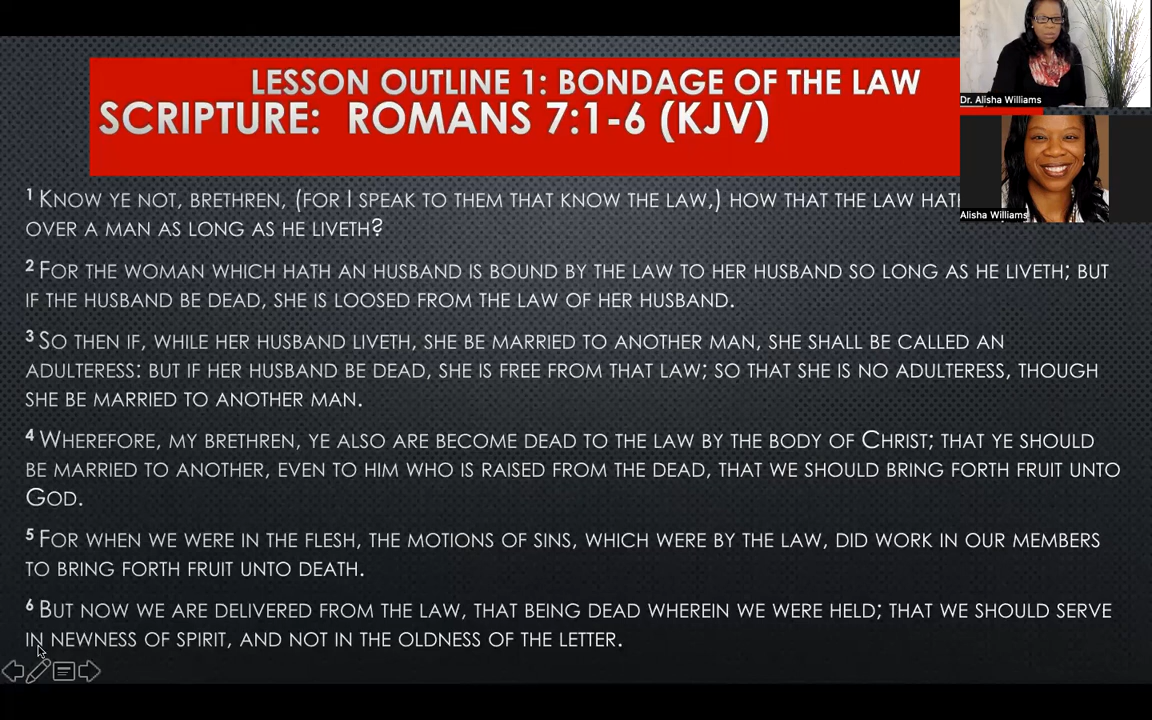 LESSON OUTLINE 1: BONDAGE OF THE LAW
SCRIPTURE: ROMANS 7:1-6 (KJV)
Dr. Alisha Williams
Alisha Williams
1 KNOW YE NOT, BRETHREN, (FOR I SPEAK TO THEM THAT KNOW THE LAW,) HOW THAT THE LAW HATH
OVER A MAN AS LONG AS HE LIVETH?
2 FOR THE WOMAN WHICH HATH AN HUSBAND IS BOUND BY THE LAW TO HER HUSBAND SO LONG AS HE LIVETH; BUT
IF THE HUSBAND BE DEAD, SHE IS LOOSED FROM THE LAW OF HER HUSBAND.
3 SO THEN IF, WHILE HER HUSBAND LIVETH, SHE BE MARRIED TO ANOTHER MAN, SHE SHALL BE CALLED AN
ADULTERESS: BUT IF HER HUSBAND BE DEAD, SHE IS FREE FROM THAT LAW; SO THAT SHE IS NO ADULTERESS, THOUGH
SHE BE MARRIED TO ANOTHER MAN.
4 WHEREFORE, MY BRETHREN, YE ALSO ARE BECOME DEAD TO THE LAW BY THE BODY OF CHRIST; THAT YE SHOULD
BE MARRIED TO ANOTHER, EVEN TO HIM WHO IS RAISED FROM THE DEAD, THAT WE SHOULD BRING FORTH FRUIT UNTO
GOD.
5 FOR WHEN WE WERE IN THE FLESH, THE MOTIONS OF SINS, WHICH WERE BY THE LAW, DID WORK IN OUR MEMBERS
TO BRING FORTH FRUIT UNTO DEATH.
6 BUT NOW WE ARE DELIVERED FROM THE LAW, THAT BEING DEAD WHEREIN WE WERE HELD; THAT WE SHOULD SERVE
IN NEWNESS OF SPIRIT, AND NOT IN THE OLDNESS OF THE LETTER.